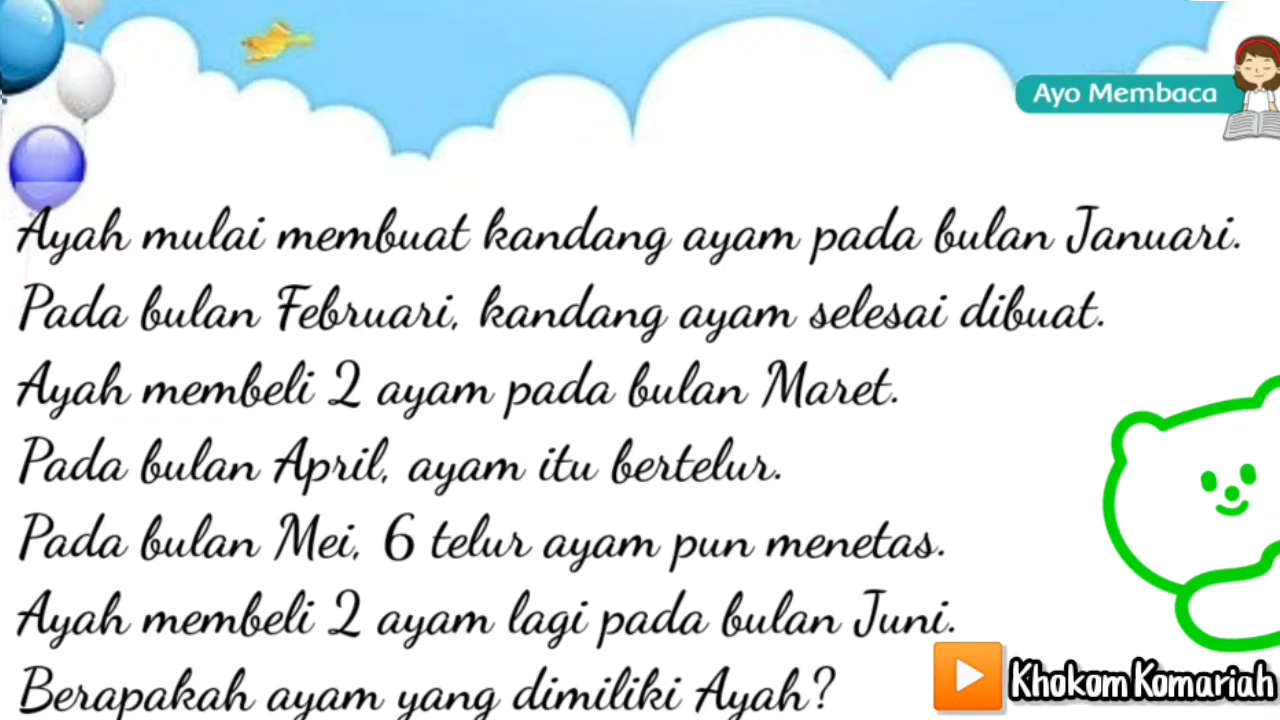 Ayo Membaca
Ayah mulai membuat kandang ayam pada bulan Januari.
Pada bulan Februari, kandang ayam selesai dibuat.
Ayah membeli 2 ayam pada bulan Maret.
Pada bulan April, ayam itu bertelur.
Pada bulan Mei, 6 telur ayam pun menetas.
Ayah membeli 2 ayam lagi pada bulan Juni.
Berapakah ayam yang dimiliki Ayah?
Khokom Komariah